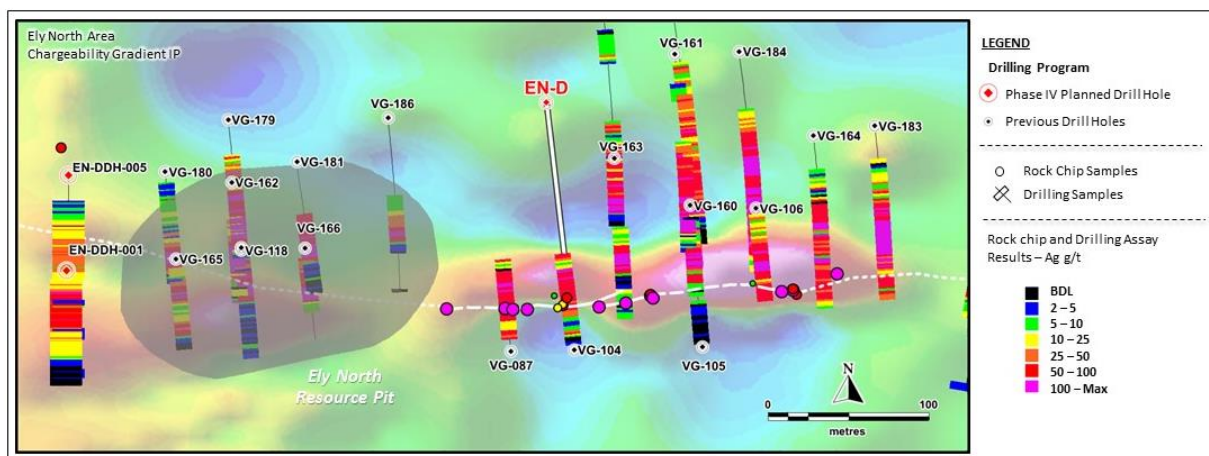 Ely North Area
Chargeability Gradient IP
VG-161
VG-184
EN-D
VG-186
VG-179
VG-183
VG-164
VG-163
VG-181
EN-DDH-005
VG-180
VG-162
VG-160
VG-106
VG-166
VG-118
VG-165
EN-DDH-001
VG-087
VG-104
VG-105
Ely North
Resource Pit
N
0
100
metres
LEGEND
Drilling Program
Phase IV Planned Drill Hole
Previous Drill Holes
Rock Chip Samples
Drilling Samples
Rock chip and Drilling Assay
Results – Ag g/t
BDL
2 – 5
5 – 10
10 – 25
25 – 50
50 – 100
100 – Max